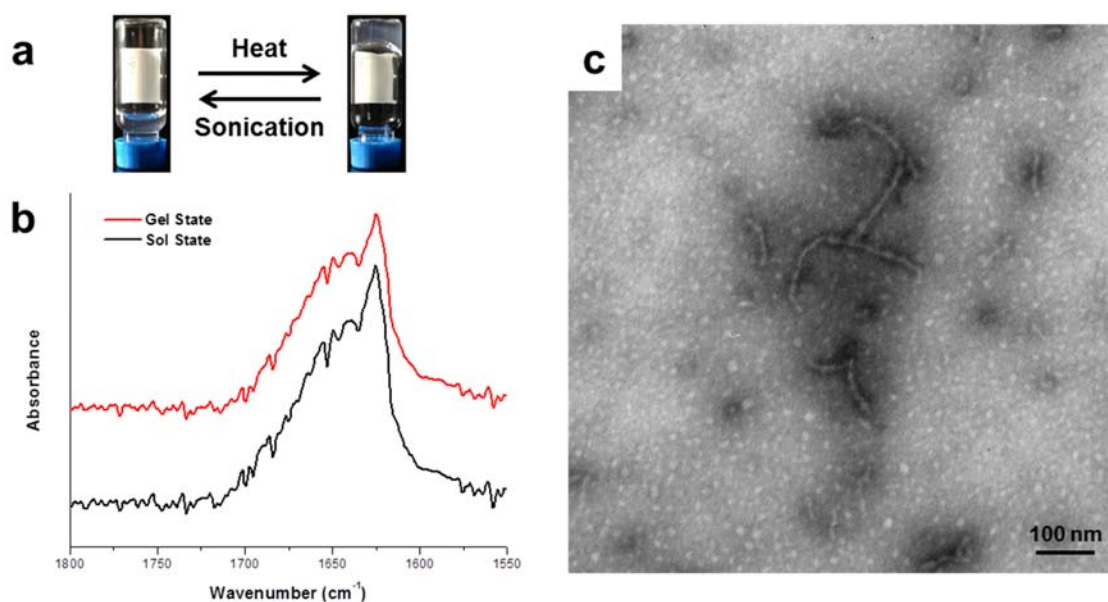 a
Heat
Sonication
b
Gel State
Sol State
Absorbance
1800
1750
1700
1650
1600
1550
Wavenumber (cm⁻¹)
c
100 nm